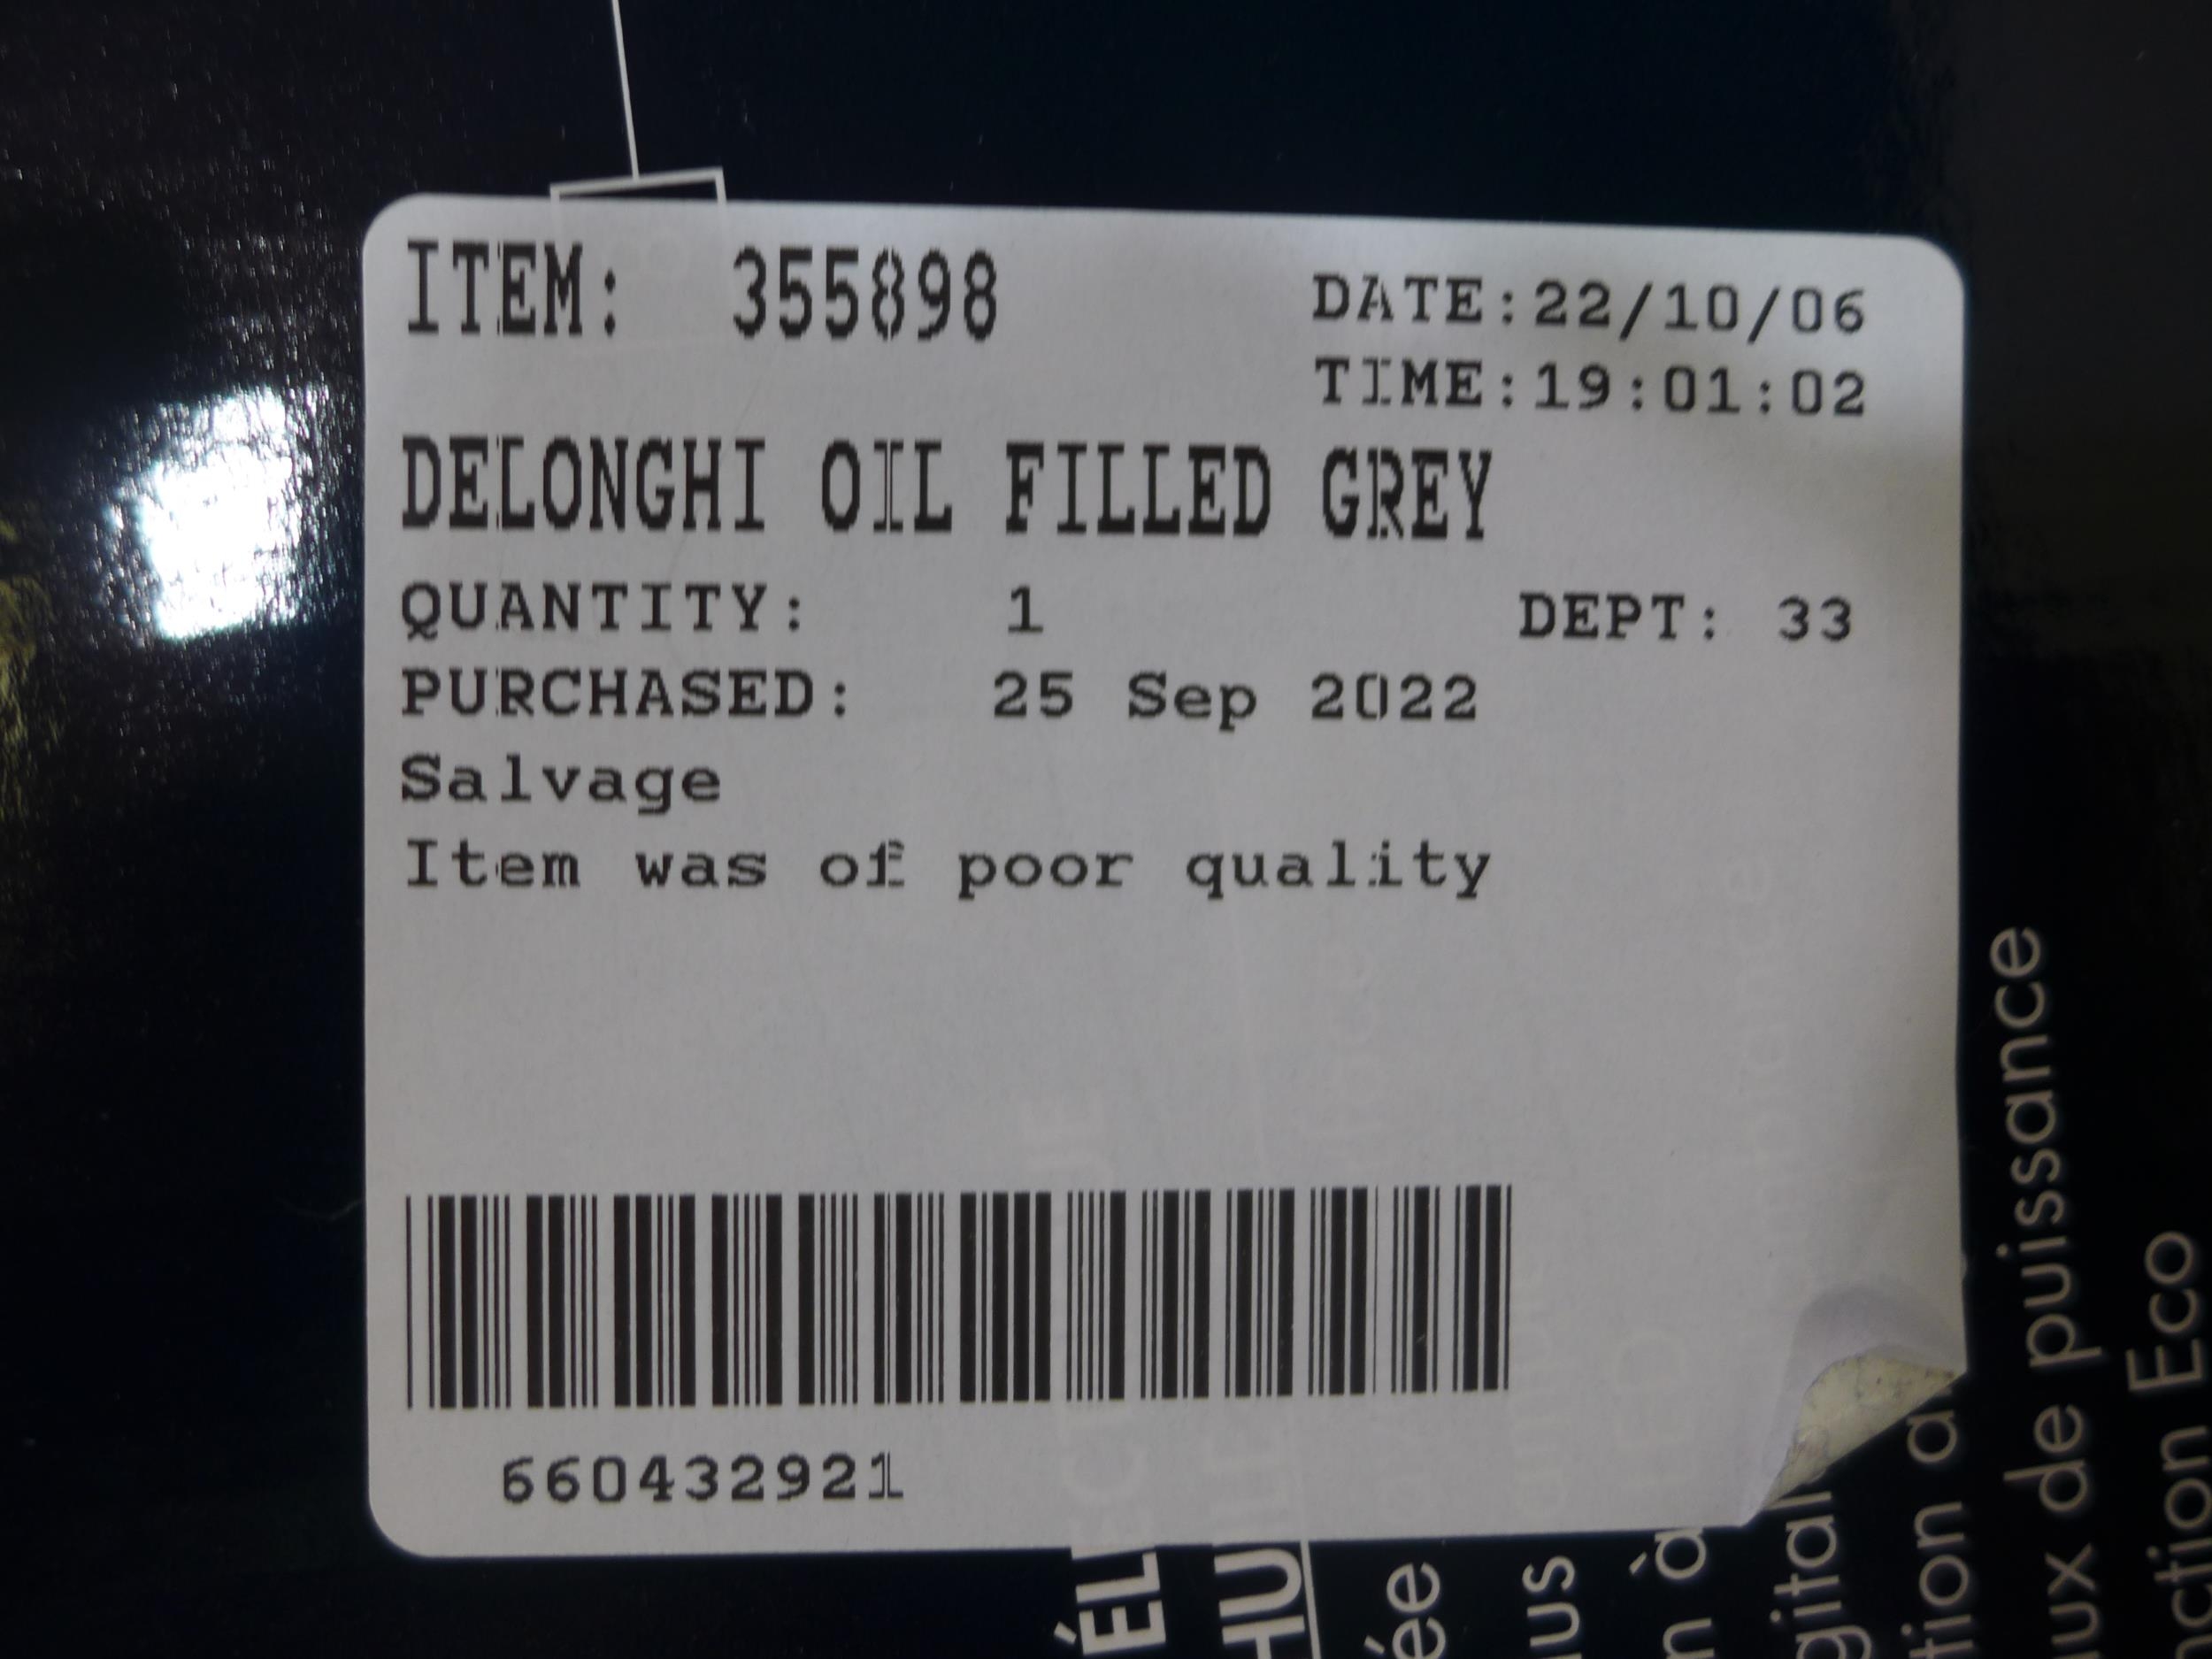 ITEM: 355898
DATE:22/10/06
TIME:19:01:02
DELONGHI OIL FILLED GREY
QUANTITY: 1 DEPT: 33
PURCHASED: 25 Sep 2022
Salvage
Item was of poor quality
660432921
de puissance
Eco